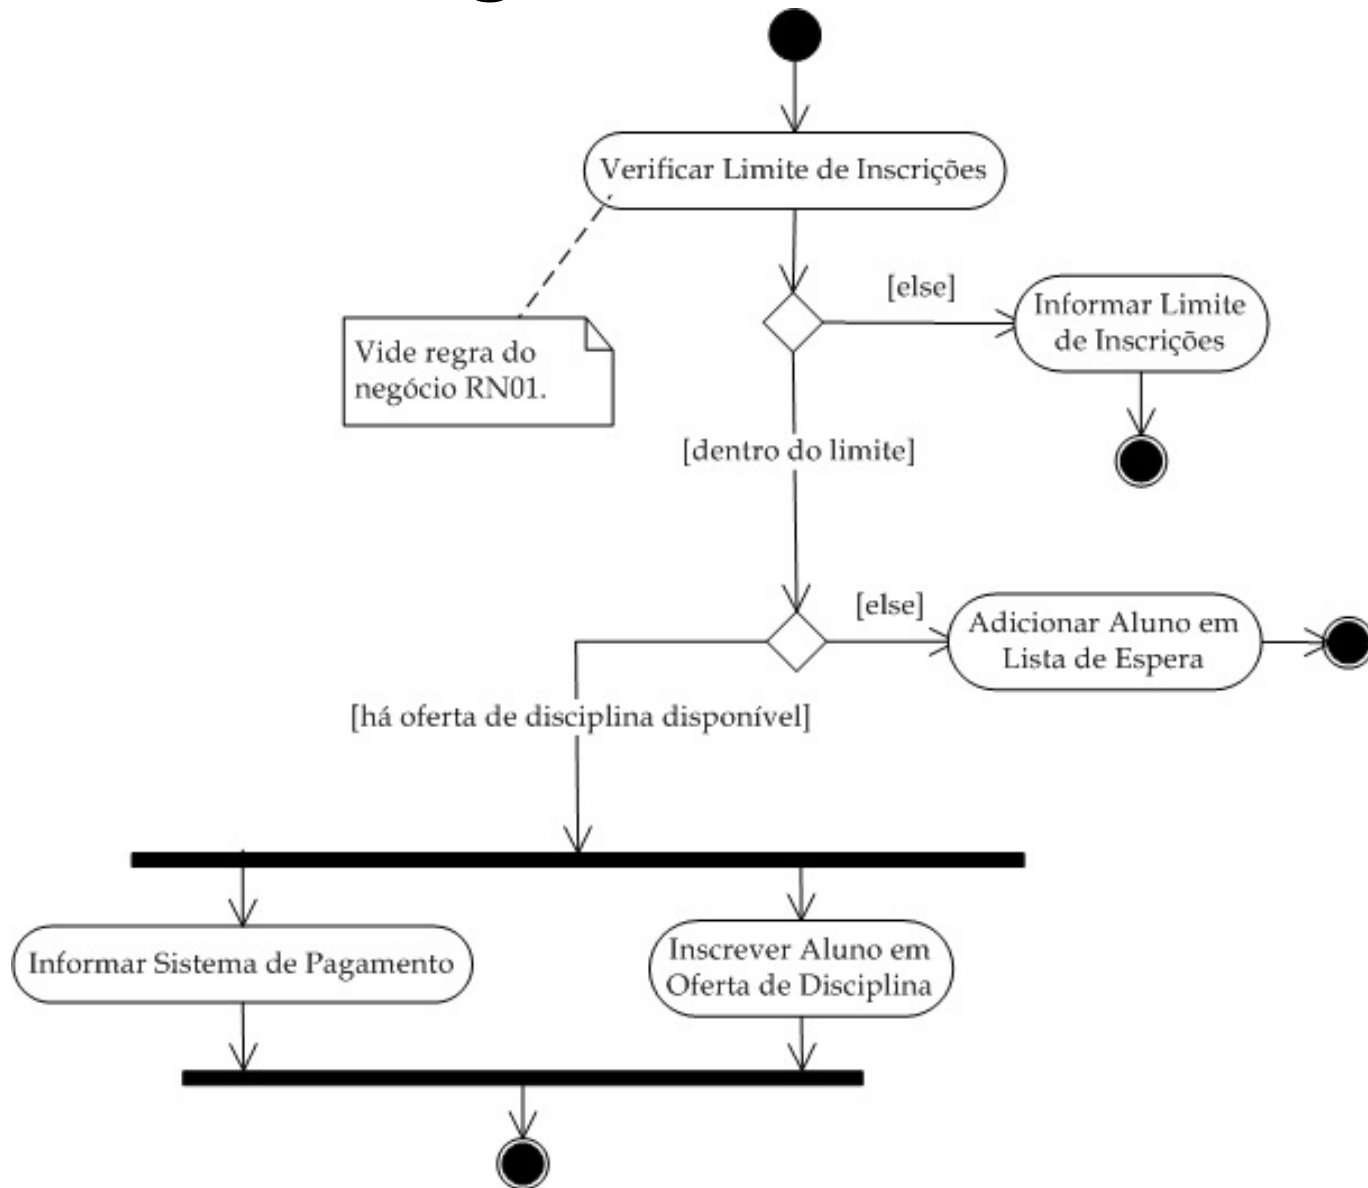 Verificar Limite de Inscrições
[else]
Informar Limite
de Inscrições
Vide regra do
negócio RN01.
[dentro do limite]
[else]
Adicionar Aluno em
Lista de Espera
[há oferta de disciplina disponível]
Informar Sistema de Pagamento
Inscrever Aluno em
Oferta de Disciplina